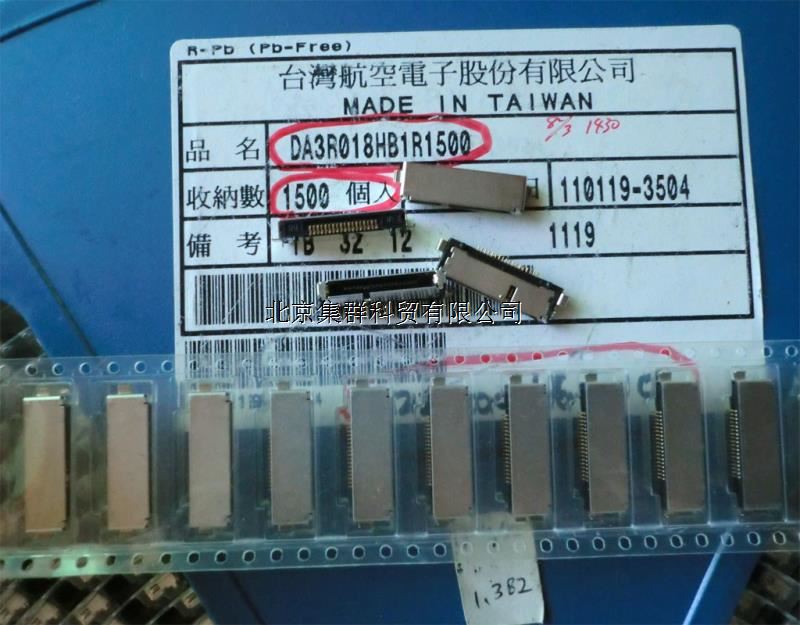 R-Pb (Pb-Free)
台灣航空電子股份有限公司
MADE IN TAIWAN
8/3 1430
品名 DA3R018HB1R1500
收納數 1500 個入 110119-3504
備考 1B 32 12 1119
北京集群科贸有限公司
1.382